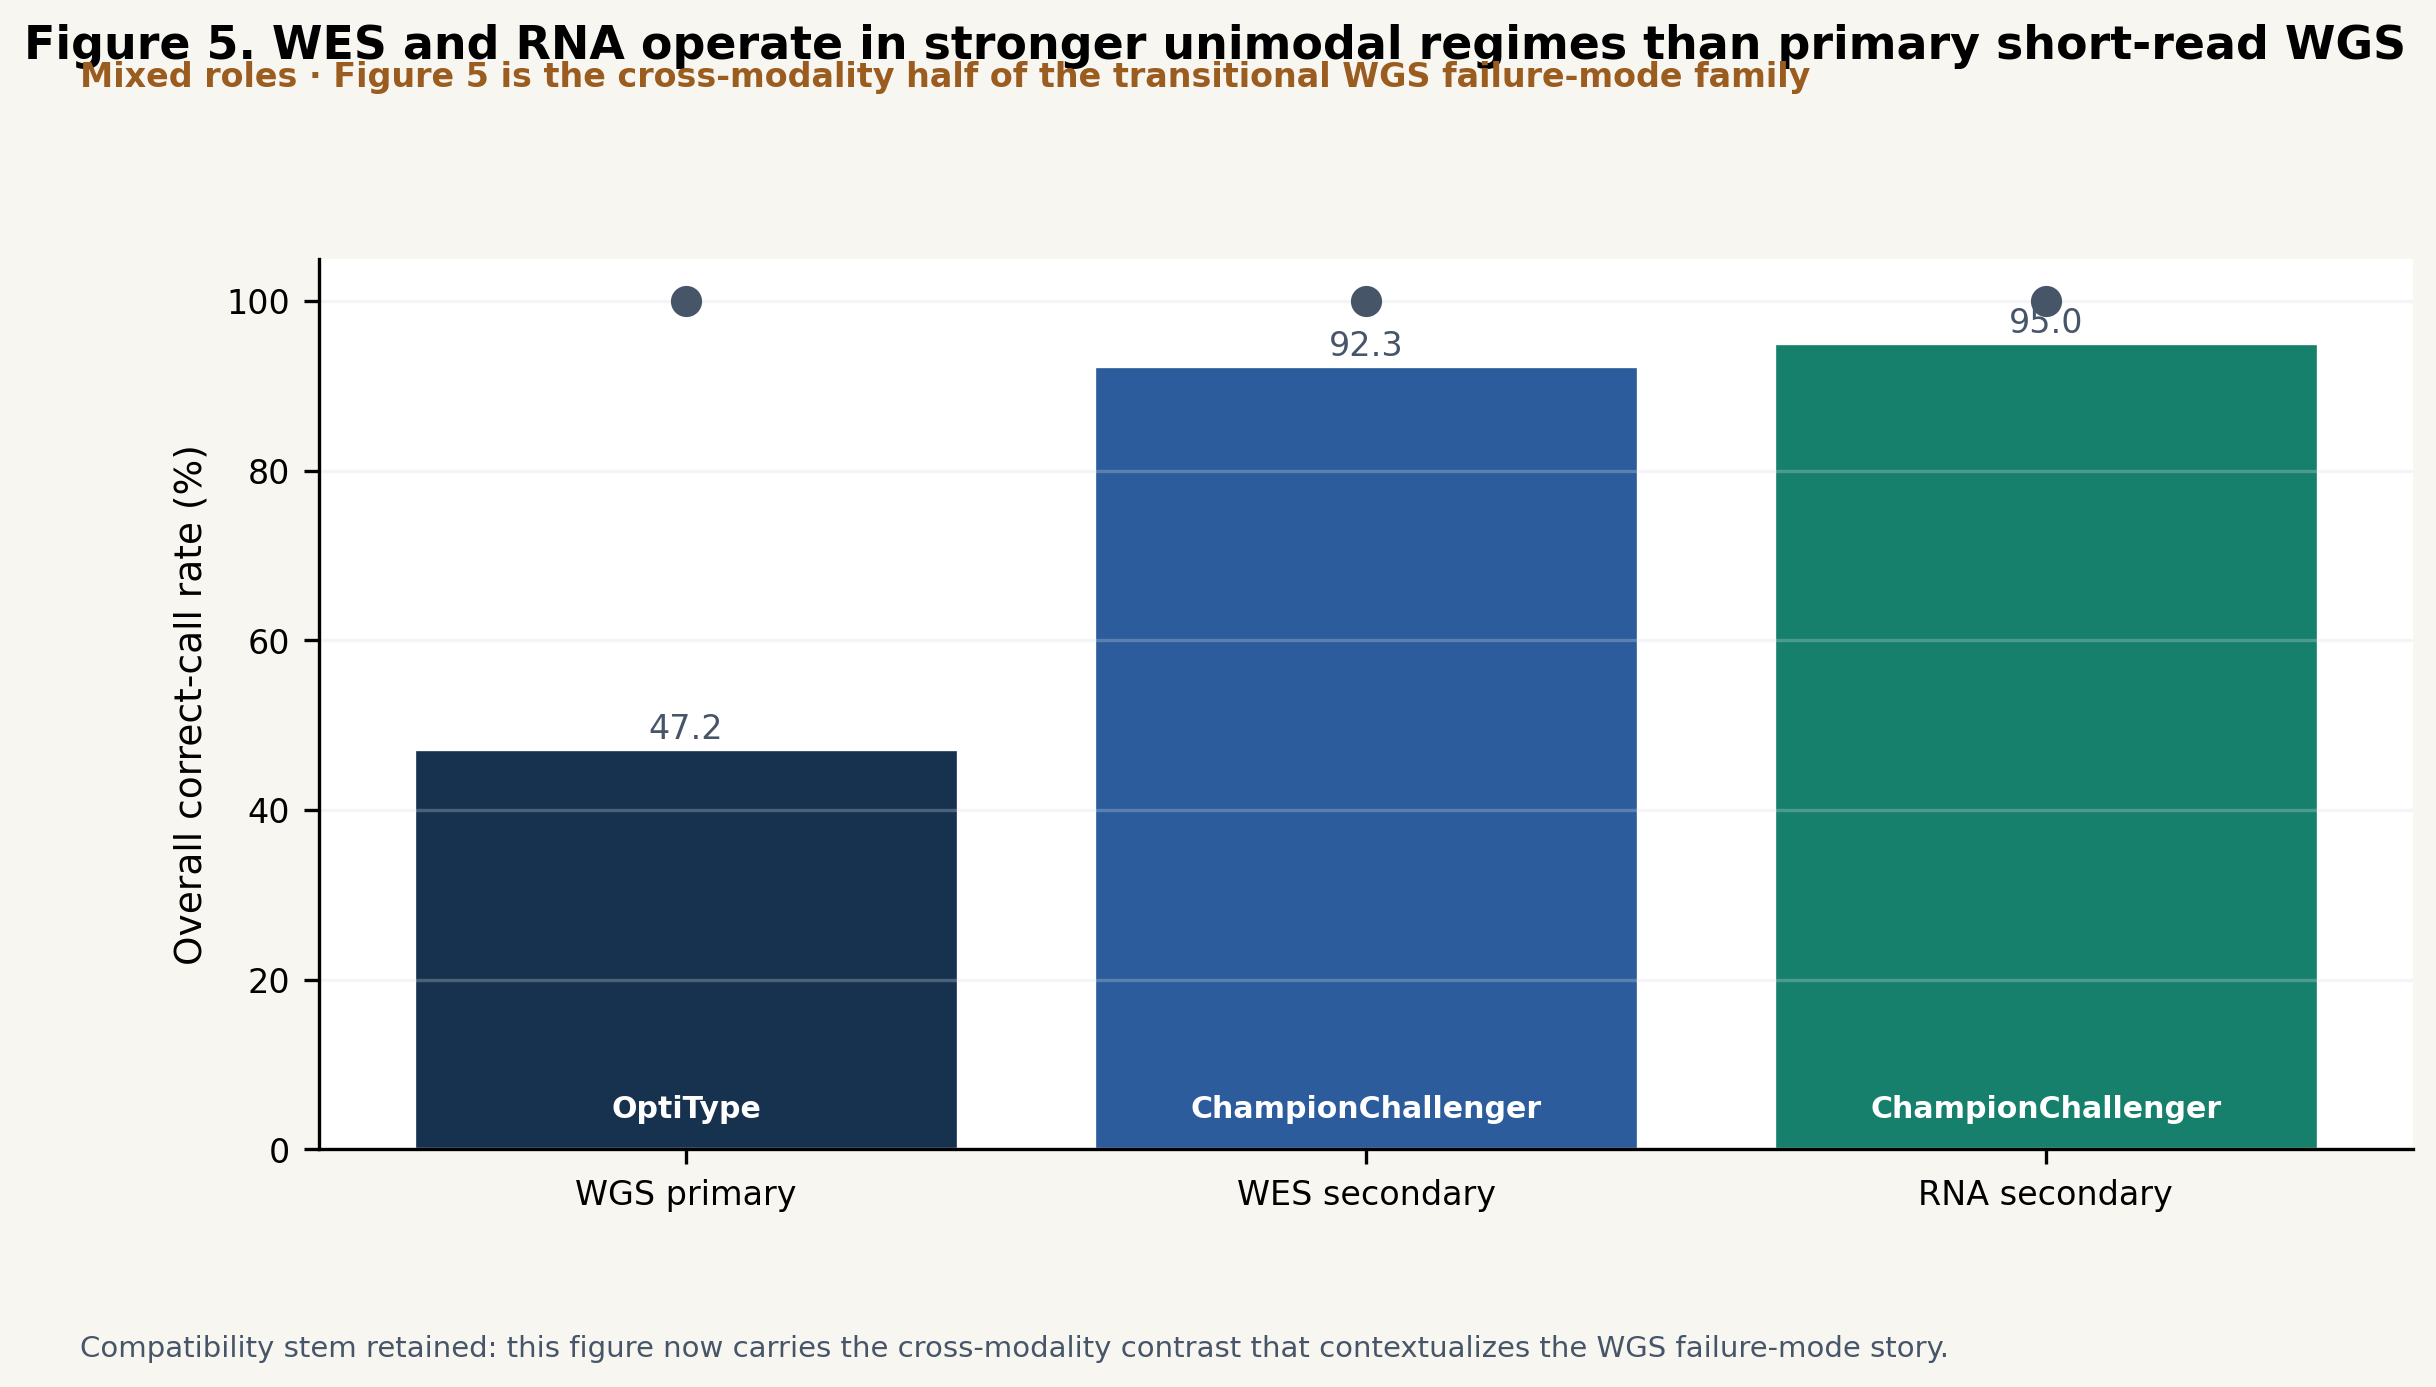 Figure 5. WES and RNA operate in stronger unimodal regimes than primary short-read WGS
Mixed roles · Figure 5 is the cross-modality half of the transitional WGS failure-mode family
Overall correct-call rate (%)
100
80
60
40
20
0
47.2
92.3
95.0
OptiType
ChampionChallenger
ChampionChallenger
WGS primary
WES secondary
RNA secondary
Compatibility stem retained: this figure now carries the cross-modality contrast that contextualizes the WGS failure-mode story.